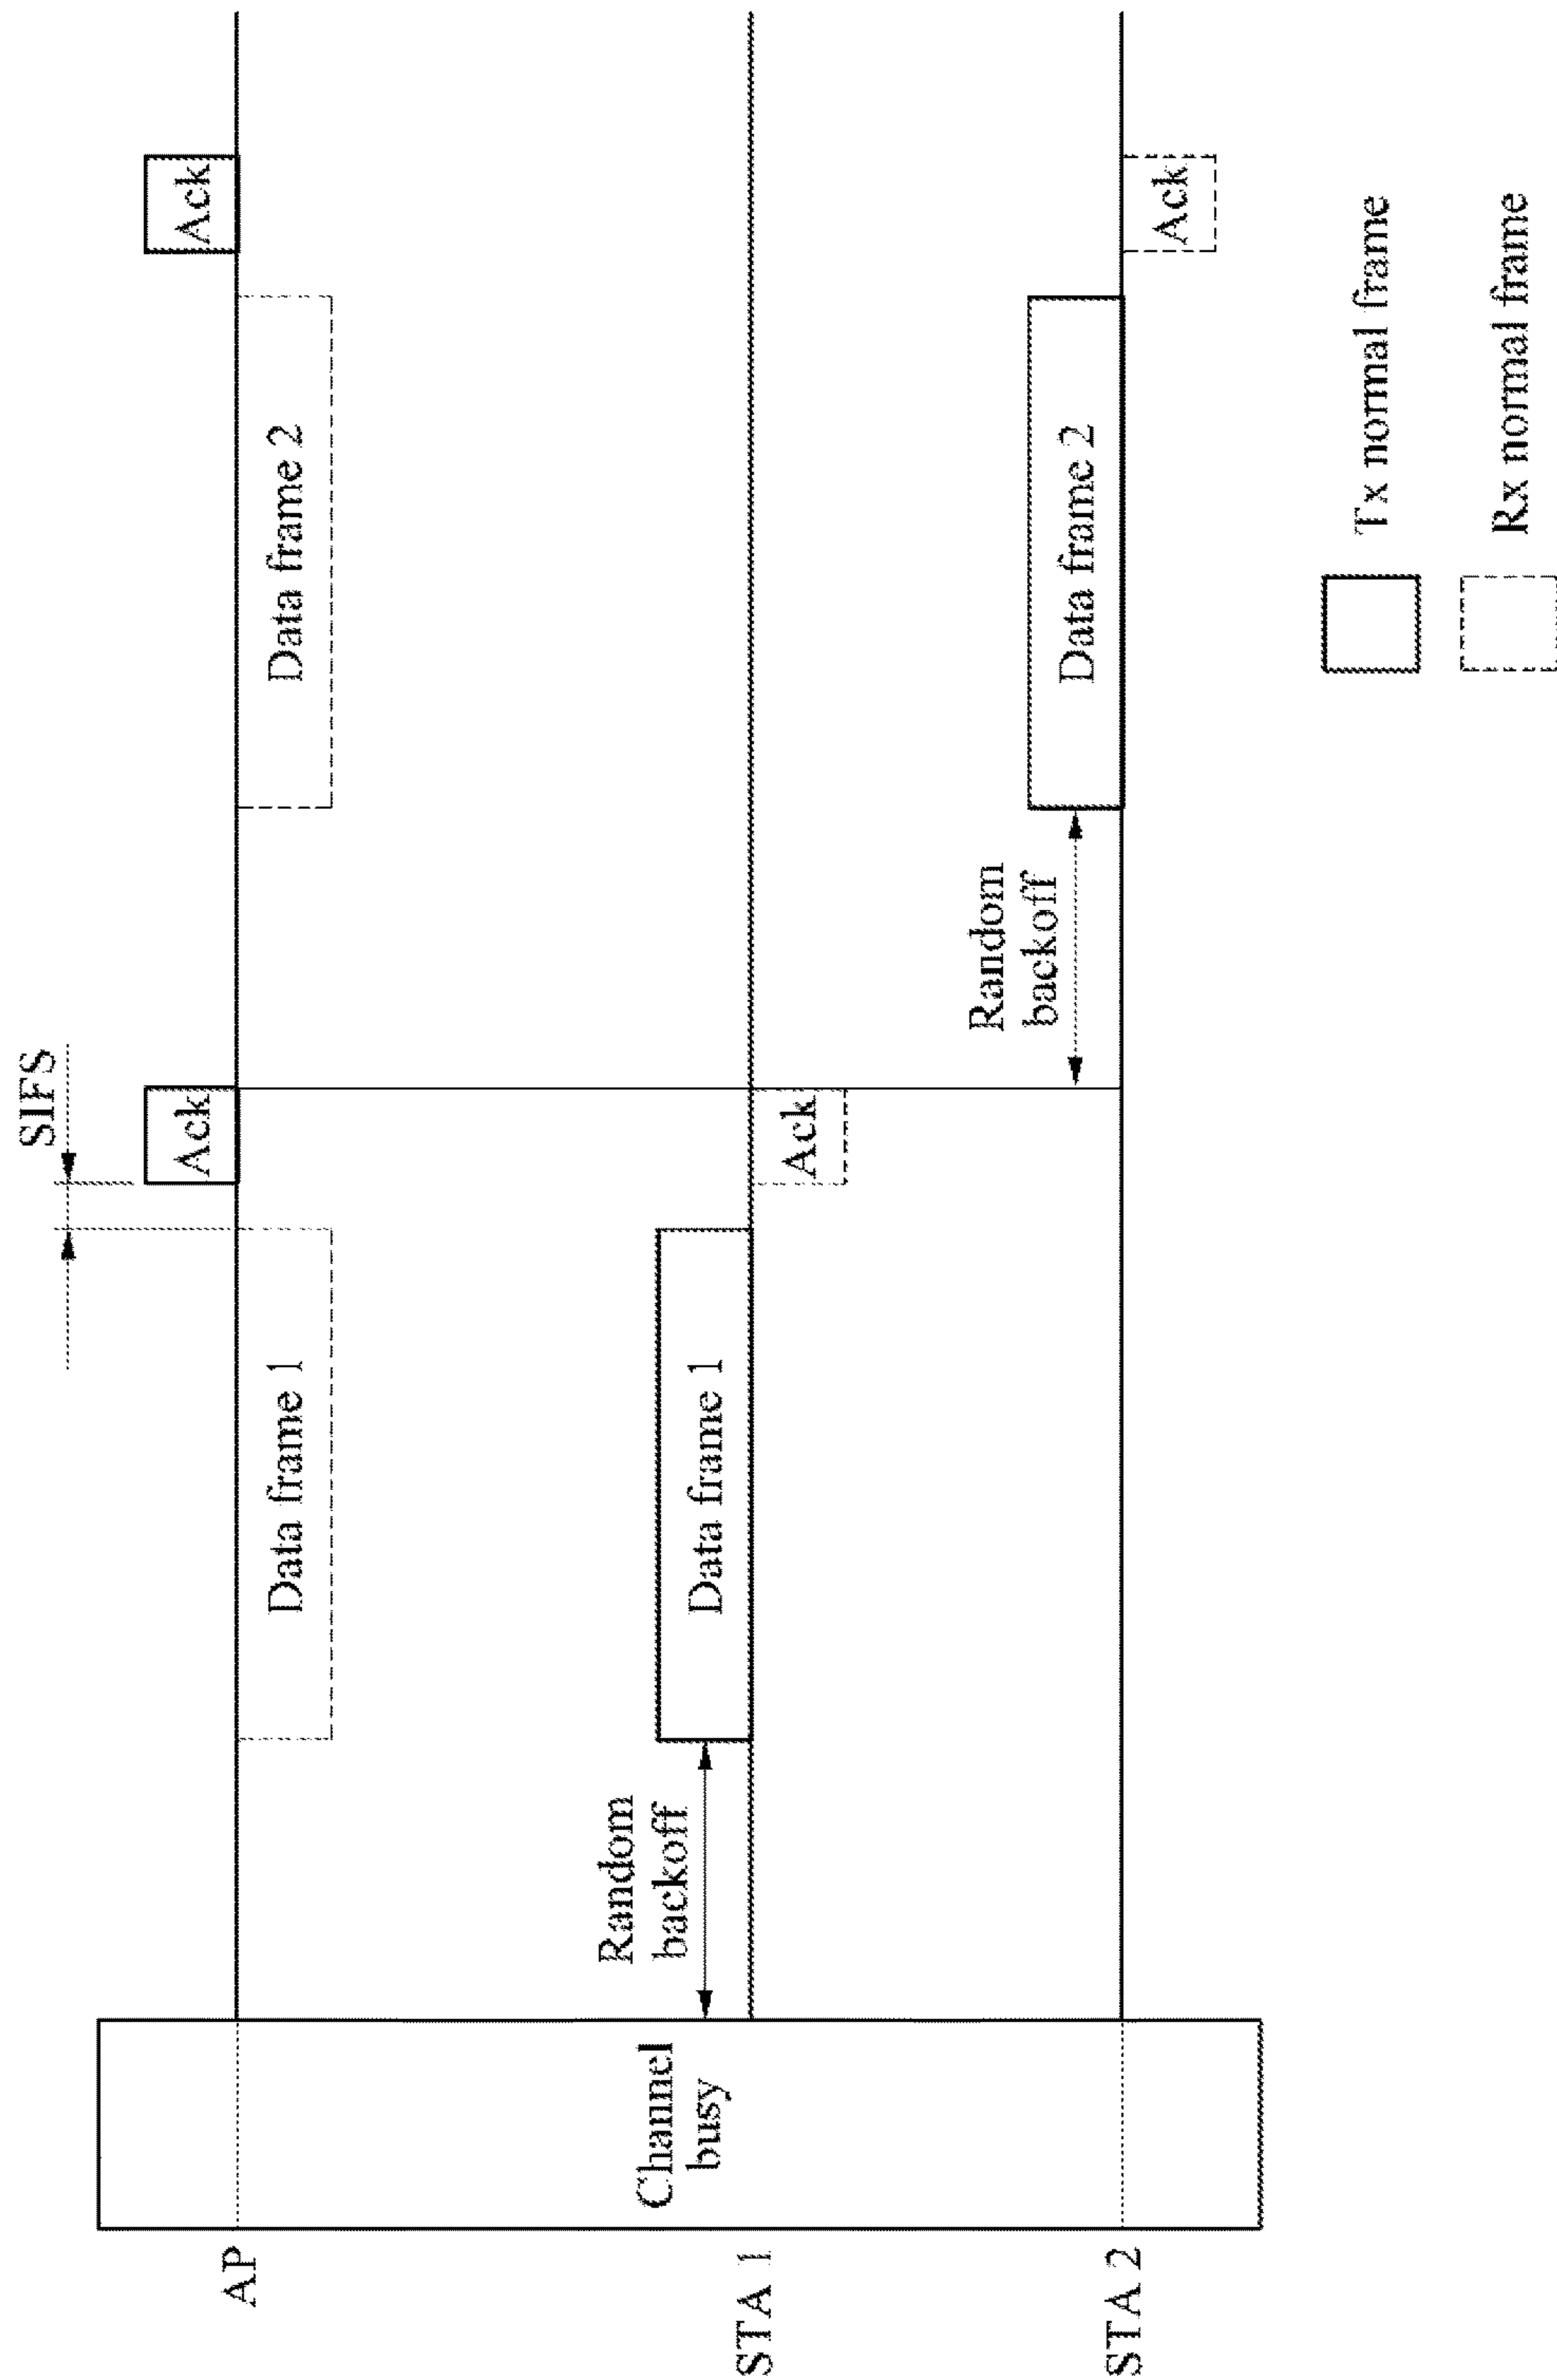 SIFS
AP
Ack
Ack
Data frame 1
Data frame 2
Random
backoff
Channel
busy
STA 1
Data frame 1
Ack
Random
backoff
STA 2
Data frame 2
Ack
Tx normal frame
Rx normal frame